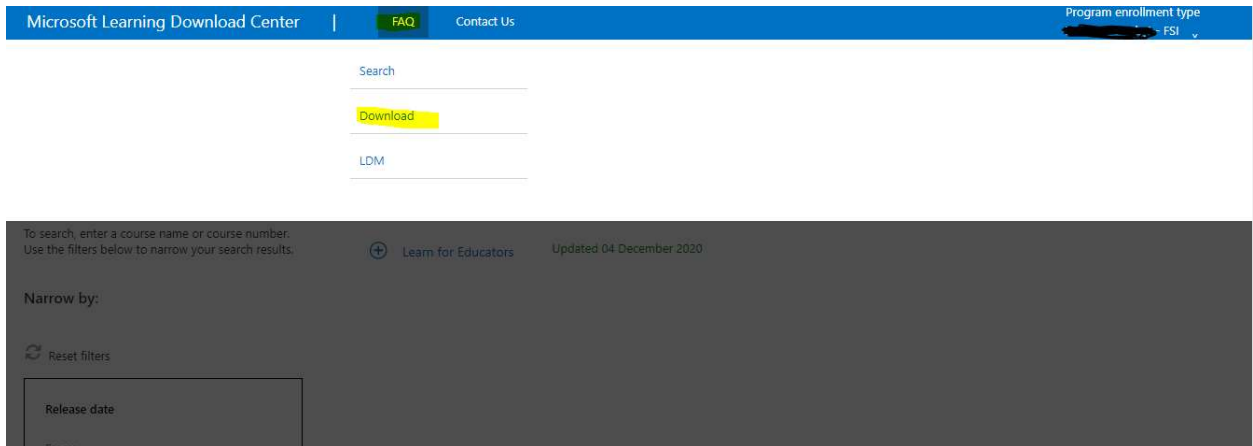 Microsoft Learning Download Center | FAQ Contact Us Program enrollment type
- FSI
Search
Download
LDM
To search, enter a course name or course number.
Use the filters below to narrow your search results.
Learn for Educators Updated 04 December 2020
Narrow by:
Reset filters
Release date